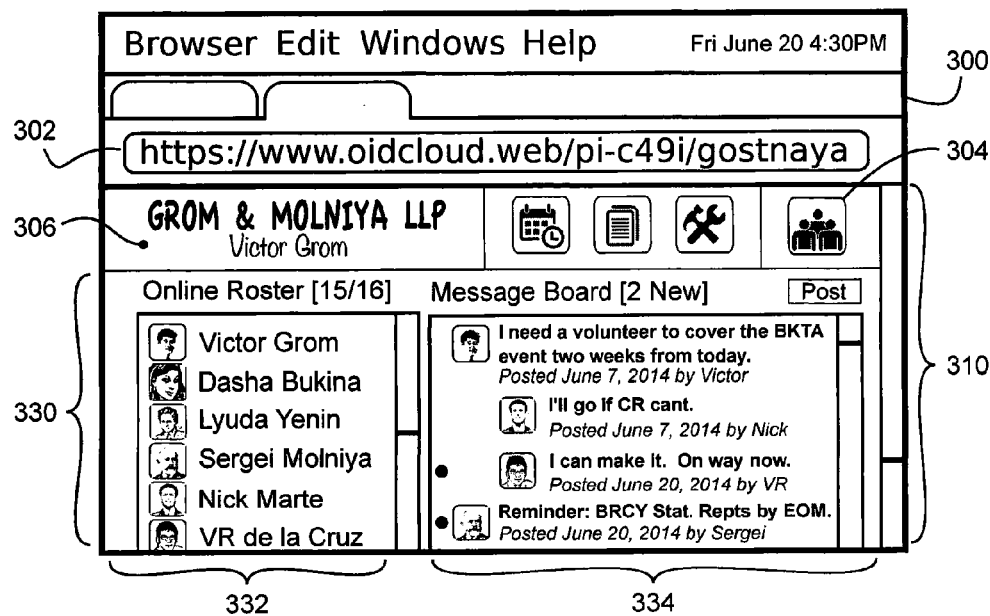 Browser Edit Windows Help
Fri June 20 4:30PM
300
302
https://www.oidcloud.web/pi-c49i/gostnaya
304
306
GROM & MOLNIYA LLP
Victor Grom
Online Roster [15/16]
Message Board [2 New]
Post
310
330
Victor Grom
Dasha Bukina
Lyuda Yenin
Sergei Molniya
Nick Marte
VR de la Cruz
I need a volunteer to cover the BKTA
event two weeks from today.
Posted June 7, 2014 by Victor
I'll go if CR cant.
Posted June 7, 2014 by Nick
I can make it. On way now.
Posted June 20, 2014 by VR
Reminder: BRCY Stat. Repts by EOM.
Posted June 20, 2014 by Sergei
332
334